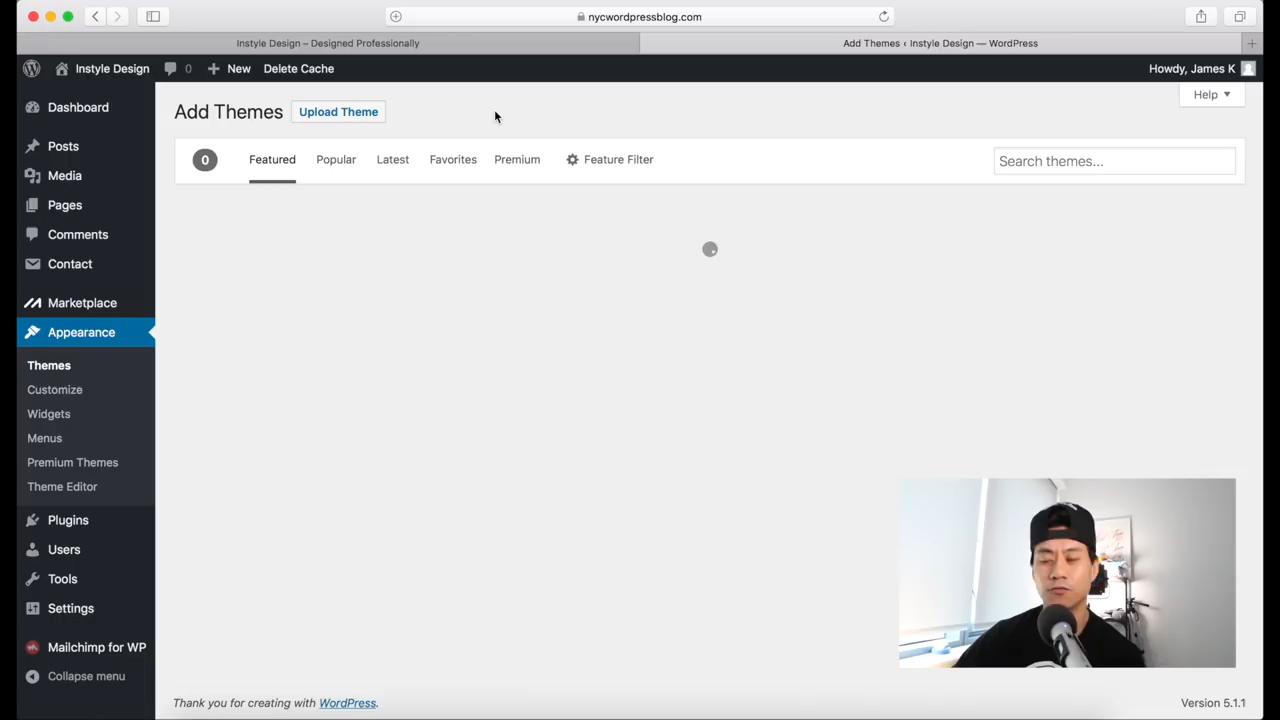 nycwordpressblog.com
Instyle Design – Designed Professionally
Add Themes ‹ Instyle Design — WordPress
Instyle Design
0
New
Delete Cache
Howdy, James K
Dashboard
Posts
Media
Pages
Comments
Contact
Marketplace
Appearance
Themes
Customize
Widgets
Menus
Premium Themes
Theme Editor
Plugins
Users
Tools
Settings
Mailchimp for WP
Collapse menu
Help
Add Themes
Upload Theme
0
Featured
Popular
Latest
Favorites
Premium
Feature Filter
Search themes...
Thank you for creating with WordPress.
Version 5.1.1